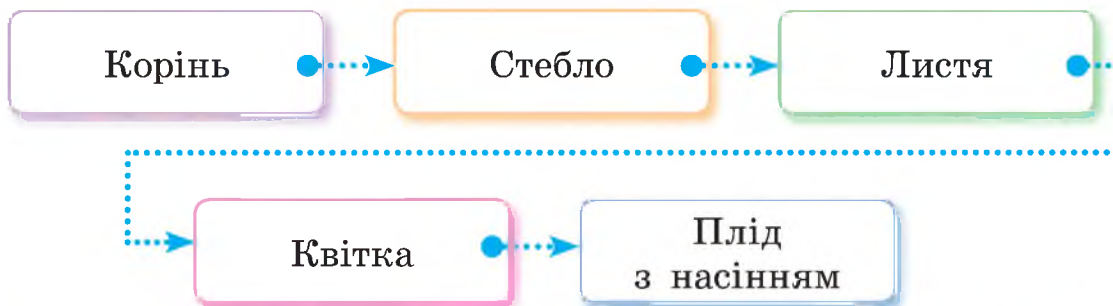 Корінь
Стебло
Листя
Квітка
Плід
з насінням